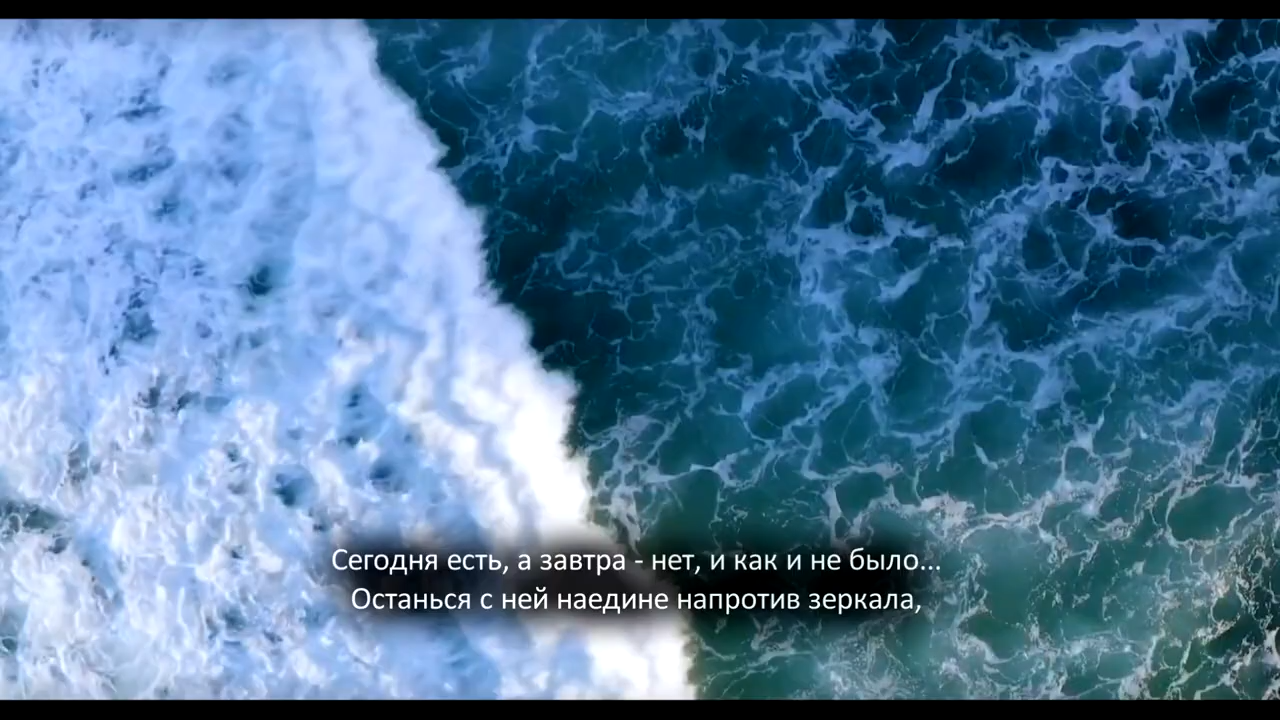 Сегодня есть, а завтра - нет, и как и не было...
Останься с ней наедине напротив зеркала,